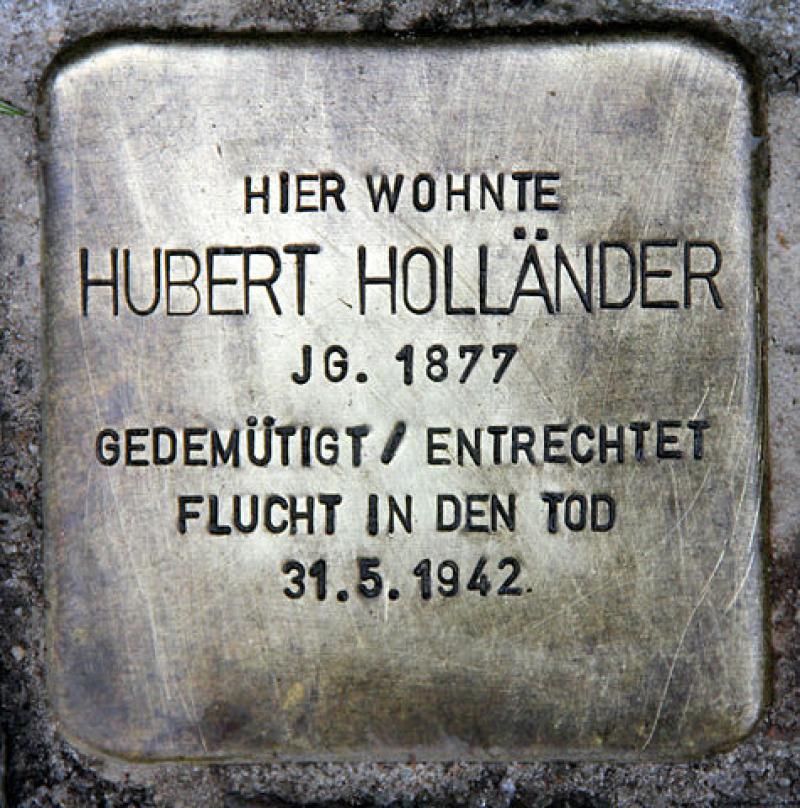 HIER WOHNTE
HUBERT HOLLÄNDER
JG. 1877
GEDEMÜTIGT / ENTRECHTET
FLUCHT IN DEN TOD
31.5.1942